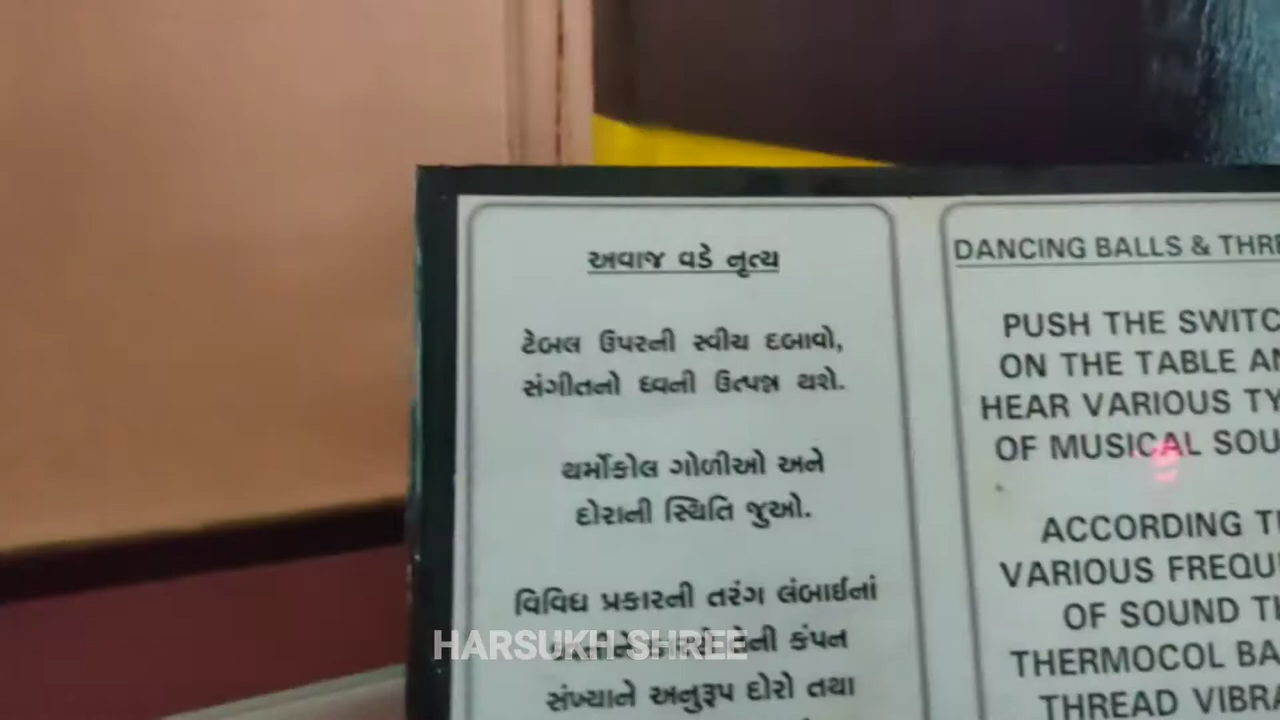 અવાજ વડે નૃત્ય
ટેબલ ઉપરની સ્વીચ દબાવો,
સંગીતનો ધ્વની ઉત્પન્ન થશે.
થર્મોકોલ ગોળીઓ અને
દોરાની સ્થિતિ જુઓ.
વિવિધ પ્રકારની તરંગ લંબાઈનાં
કંપન
સંખ્યાને અનુરૂપ દોરો તથા
DANCING BALLS & THRE
PUSH THE SWITC
ON THE TABLE AN
HEAR VARIOUS TY
OF MUSICAL SOU
ACCORDING T
VARIOUS FREQU
OF SOUND T
THERMOCOL BA
THREAD VIBRA
HARSUKH SHREE